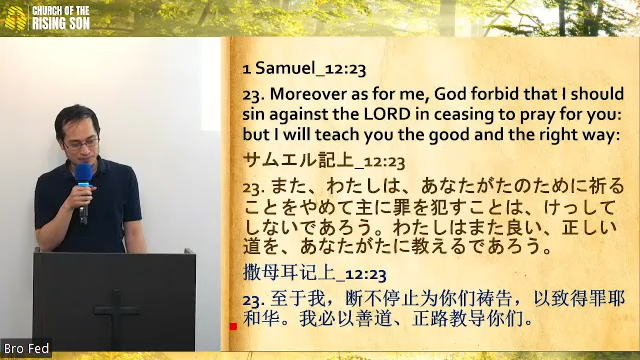 CHURCH OF THE
RISING SON
1 Samuel_12:23
23. Moreover as for me, God forbid that I should
sin against the LORD in ceasing to pray for you:
but I will teach you the good and the right way:
サムエル記上_12:23
23. また、わたしは、あなたがたのために祈る
ことをやめて主に罪を犯すことは、けっして
しないであろう。わたしはまた良い、正しい
道を、あなたがたに教えるであろう。
撒母耳记上_12:23
23. 至于我，断不停止为你们祷告，以致得罪耶
和华。我必以善道、正路教导你们。
Bro Fed